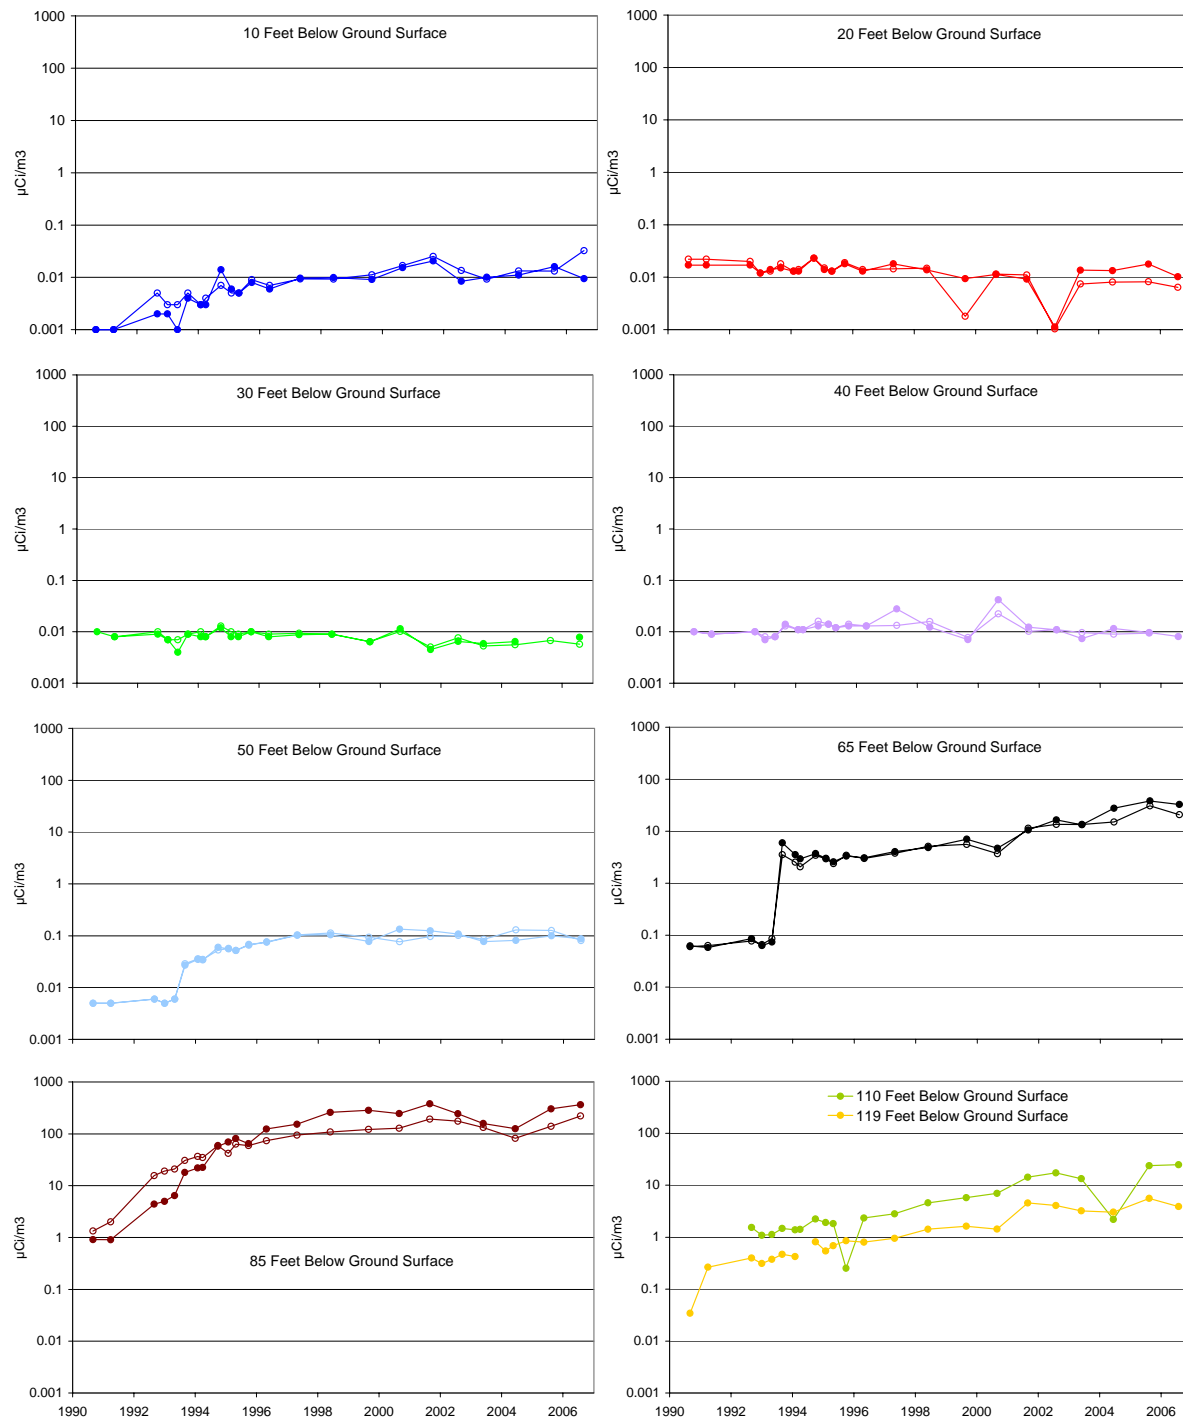 10 Feet Below Ground Surface
1000
100
10
1
0.1
0.01
0.001
µCi/m3
20 Feet Below Ground Surface
1000
100
10
1
0.1
0.01
0.001
µCi/m3
30 Feet Below Ground Surface
1000
100
10
1
0.1
0.01
0.001
µCi/m3
40 Feet Below Ground Surface
1000
100
10
1
0.1
0.01
0.001
µCi/m3
50 Feet Below Ground Surface
1000
100
10
1
0.1
0.01
0.001
µCi/m3
65 Feet Below Ground Surface
1000
100
10
1
0.1
0.01
0.001
µCi/m3
1000
100
10
1
0.1
0.01
0.001
µCi/m3
85 Feet Below Ground Surface
1990 1992 1994 1996 1998 2000 2002 2004 2006
110 Feet Below Ground Surface
119 Feet Below Ground Surface
1000
100
10
1
0.1
0.01
0.001
µCi/m3
1990 1992 1994 1996 1998 2000 2002 2004 2006